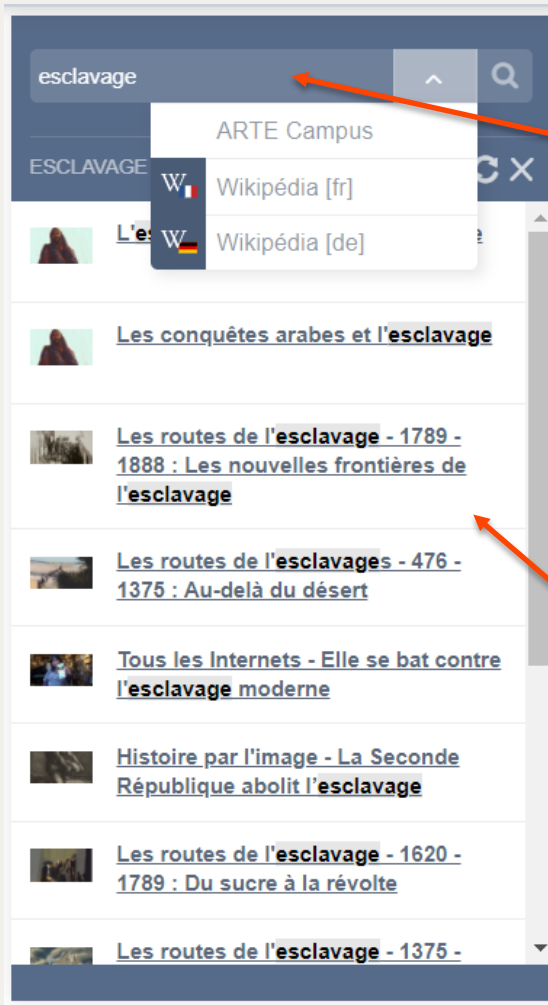 esclavage
ARTE Campus
ESCLAVAGE
W Wikipédia [fr]
W Wikipédia [de]
L'es
Les conquêtes arabes et l'esclavage
Les routes de l'esclavage - 1789 -
1888 : Les nouvelles frontières de
l'esclavage
Les routes de l'esclavages - 476 -
1375 : Au-delà du désert
Tous les Internets - Elle se bat contre
l'esclavage moderne
Histoire par l'image - La Seconde
République abolit l’esclavage
Les routes de l'esclavage - 1620 -
1789 : Du sucre à la révolte
Les routes de l'esclavage - 1375 -